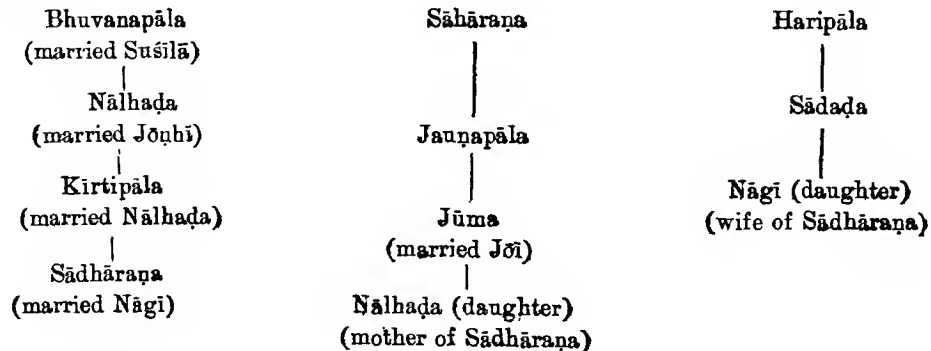 Bhuvanapāla
(married Suśīlā)
Nālhaḍa
(married Jōṇhī)
Kīrtipāla
(married Nālhaḍa)
Sādhāraṇa
(married Nāgī)
Sāhāraṇa
Jauṇapāla
Jūma
(married Jōī)
Nālhaḍa (daughter)
(mother of Sādhāraṇa)
Haripāla
Sādaḍa
Nāgī (daughter)
(wife of Sādhāraṇa)